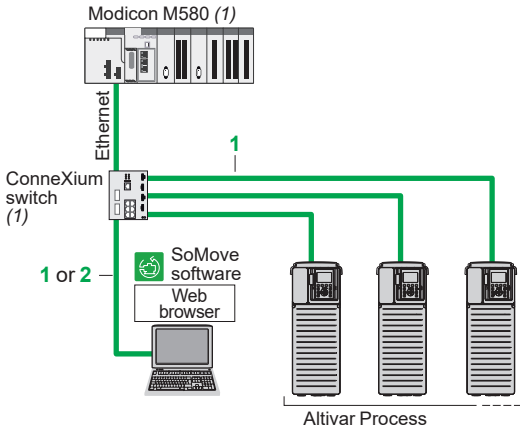 Modicon M580 (1)
Ethernet
1
ConneXium
switch
(1)
1 or 2
SoMove
software
Web
browser
Altivar Process